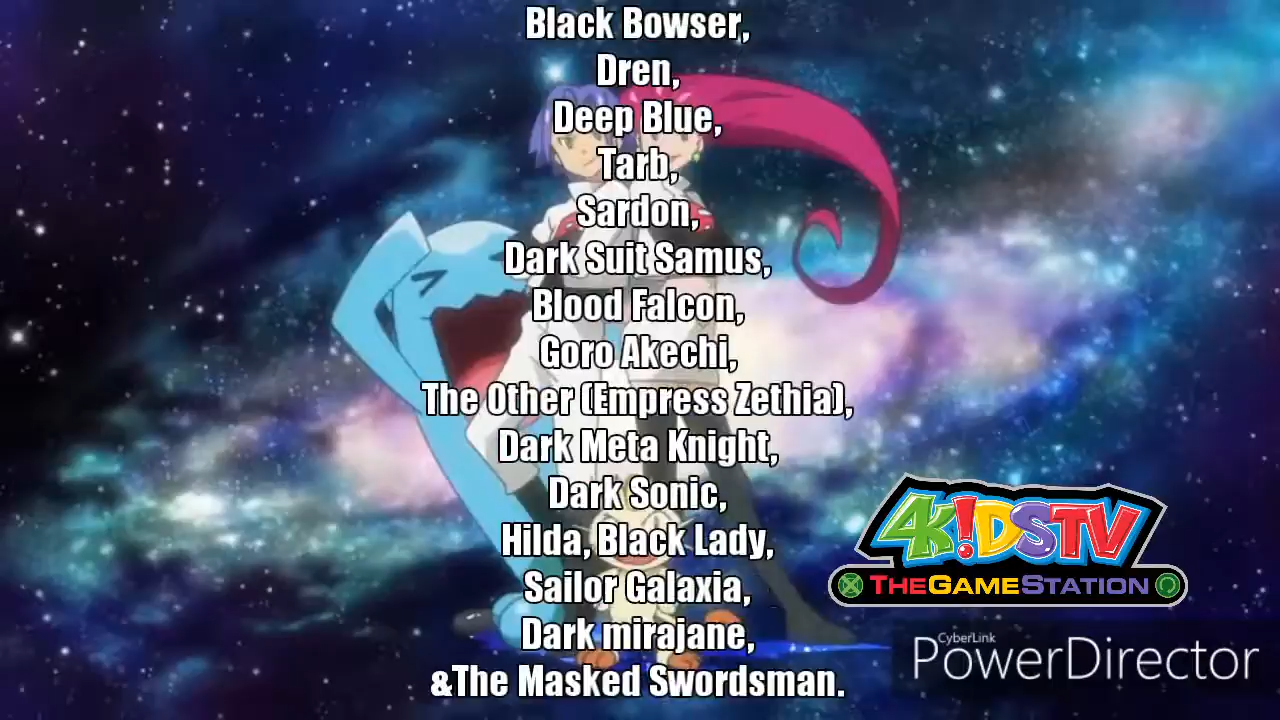 Black Bowser,
Dren,
Deep Blue,
Tarb,
Sardon,
Dark Suit Samus,
Blood Falcon,
Goro Akechi,
The Other (Empress Zethia),
Dark Meta Knight,
Dark Sonic,
Hilda, Black Lady,
Sailor Galaxia,
Dark mirajane,
&The Masked Swordsman.
4K!DSTV
THEGAMESTATION
CyberLink
PowerDirector